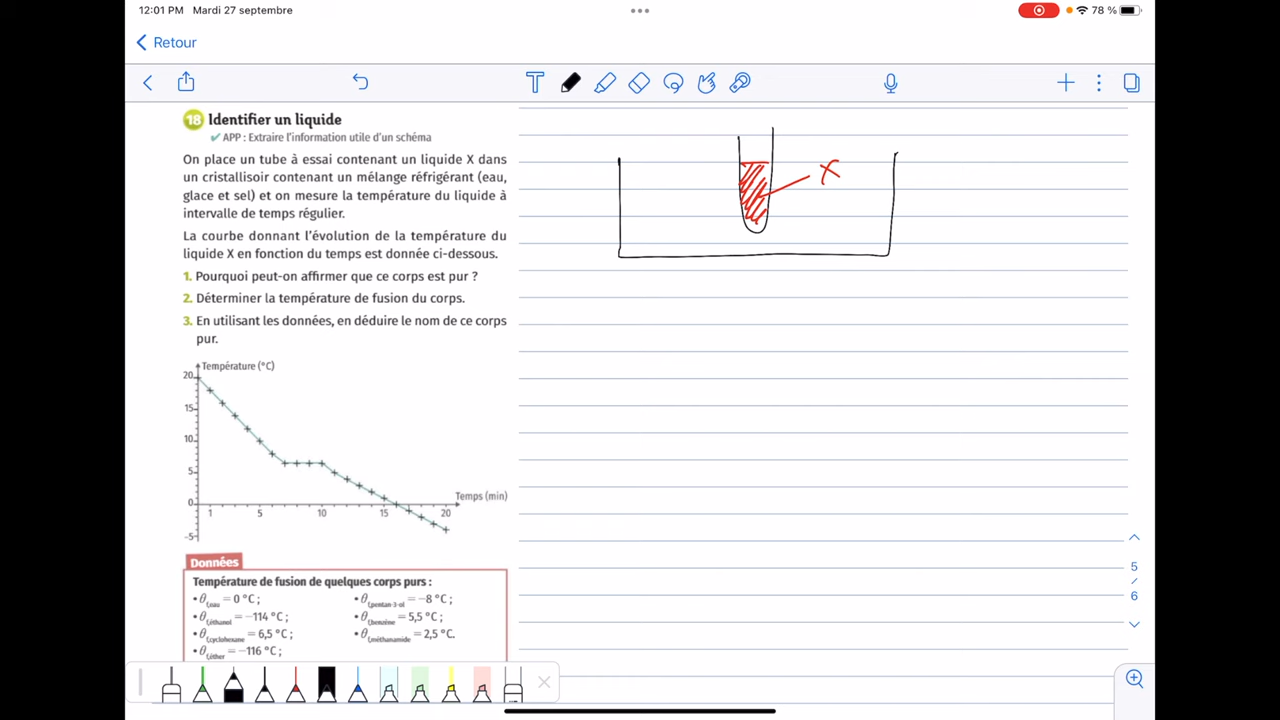 12:01 PM Mardi 27 septembre
78 %
Retour
18 Identifier un liquide
✔ APP : Extraire l'information utile d'un schéma
On place un tube à essai contenant un liquide X dans
un cristallisoir contenant un mélange réfrigérant (eau,
glace et sel) et on mesure la température du liquide à
intervalle de temps régulier.
La courbe donnant l'évolution de la température du
liquide X en fonction du temps est donnée ci-dessous.
1. Pourquoi peut-on affirmer que ce corps est pur ?
2. Déterminer la température de fusion du corps.
3. En utilisant les données, en déduire le nom de ce corps
pur.
Température (°C)
20
15
10
5
0
-5
1 5 10 15 20
Temps (min)
Données
Température de fusion de quelques corps purs :
• θf,eau = 0 °C ;
• θf,éthanol = −114 °C ;
• θf,cyclohexane = 6,5 °C ;
• θf,éther = −116 °C ;
• θf,pentan-3-ol = −8 °C ;
• θf,benzène = 5,5 °C ;
• θf,méthanamide = 2,5 °C.
X
5
/
6